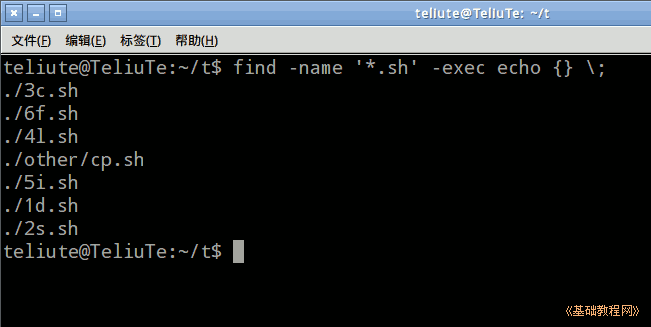 teliute@TeliuTe: ~/t
文件(F) 编辑(E) 标签(T) 帮助(H)
teliute@TeliuTe:~/t$ find -name '*.sh' -exec echo {} \;
./3c.sh
./6f.sh
./4l.sh
./other/cp.sh
./5i.sh
./1d.sh
./2s.sh
teliute@TeliuTe:~/t$
《基础教程网》